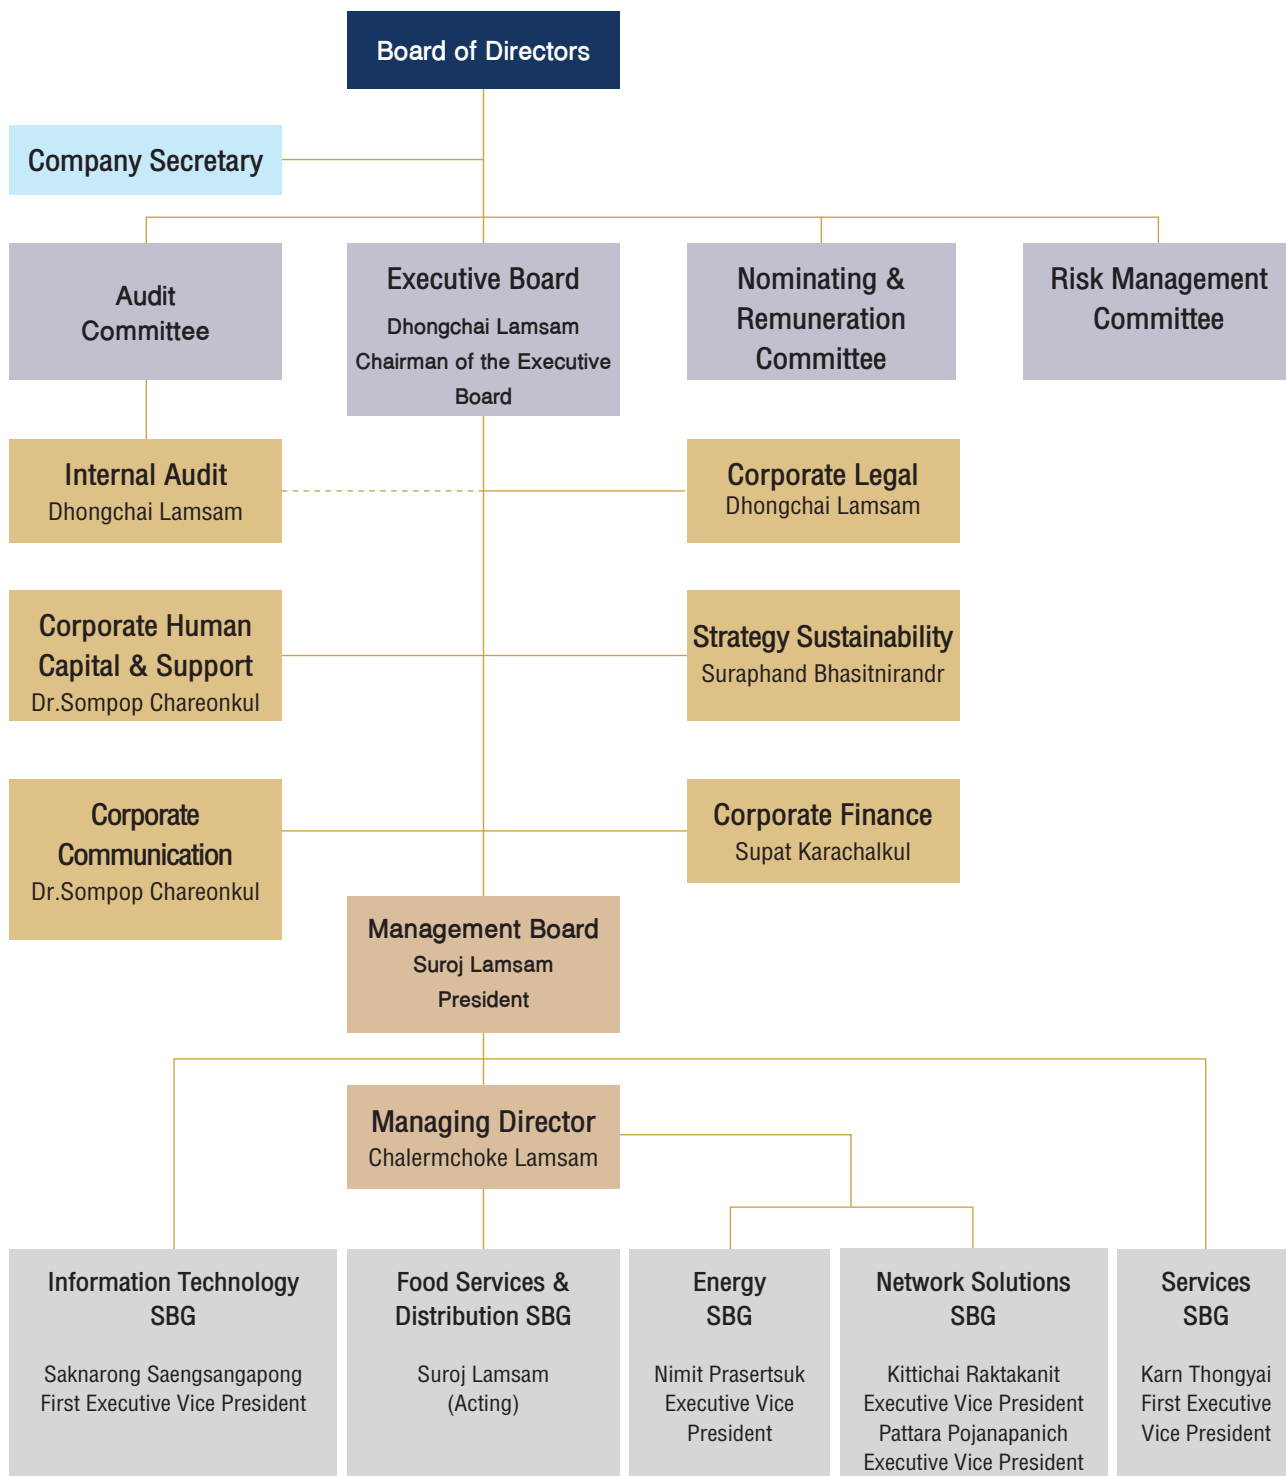 Board of Directors
Company Secretary
Audit
Committee
Executive Board
Dhongchai Lamsam
Chairman of the Executive
Board
Nominating &
Remuneration
Committee
Risk Management
Committee
Internal Audit
Dhongchai Lamsam
Corporate Legal
Dhongchai Lamsam
Corporate Human
Capital & Support
Dr.Sompop Chareonkul
Strategy Sustainability
Suraphand Bhasitnirandr
Corporate
Communication
Dr.Sompop Chareonkul
Corporate Finance
Supat Karachalkul
Management Board
Suroj Lamsam
President
Managing Director
Chalermchoke Lamsam
Information Technology
SBG
Saknarong Saengsangapong
First Executive Vice President
Food Services &
Distribution SBG
Suroj Lamsam
(Acting)
Energy
SBG
Nimit Prasertsuk
Executive Vice
President
Network Solutions
SBG
Kittichai Raktakanit
Executive Vice President
Pattara Pojanapanich
Executive Vice President
Services
SBG
Karn Thongyai
First Executive
Vice President